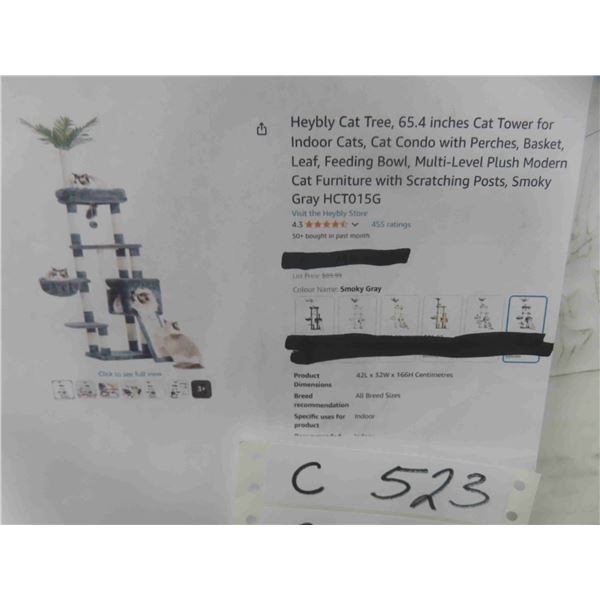 Heybly Cat Tree, 65.4 inches Cat Tower for
Indoor Cats, Cat Condo with Perches, Basket,
Leaf, Feeding Bowl, Multi-Level Plush Modern
Cat Furniture with Scratching Posts, Smoky
Gray HCT015G
Visit the Heybly Store
4.3 455 ratings
50+ bought in past month
List Price:
Colour Name: Smoky Gray
Click to see full view
3+
Product Dimensions 42L x 32W x 166H Centimetres
Breed recommendation All Breed Sizes
Specific uses for product Indoor
C 523